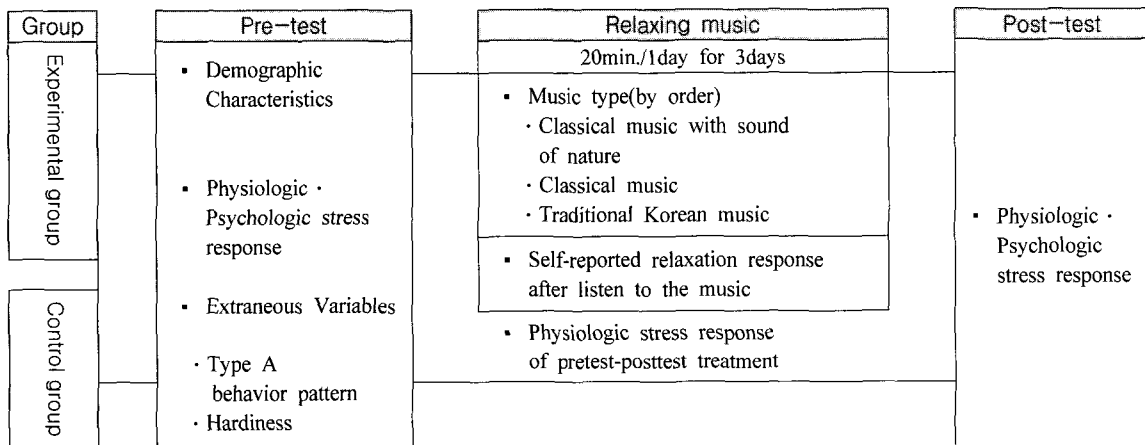 Group
Experimental group
Control group
Pre-test
▪ Demographic
Characteristics
▪ Physiologic ·
Psychologic stress
response
▪ Extraneous Variables
· Type A
behavior pattern
· Hardiness
Relaxing music
20min./1day for 3days
▪ Music type(by order)
· Classical music with sound
of nature
· Classical music
· Traditional Korean music
▪ Self-reported relaxation response
after listen to the music
▪ Physiologic stress response
of pretest-posttest treatment
Post-test
▪ Physiologic ·
Psychologic
stress response